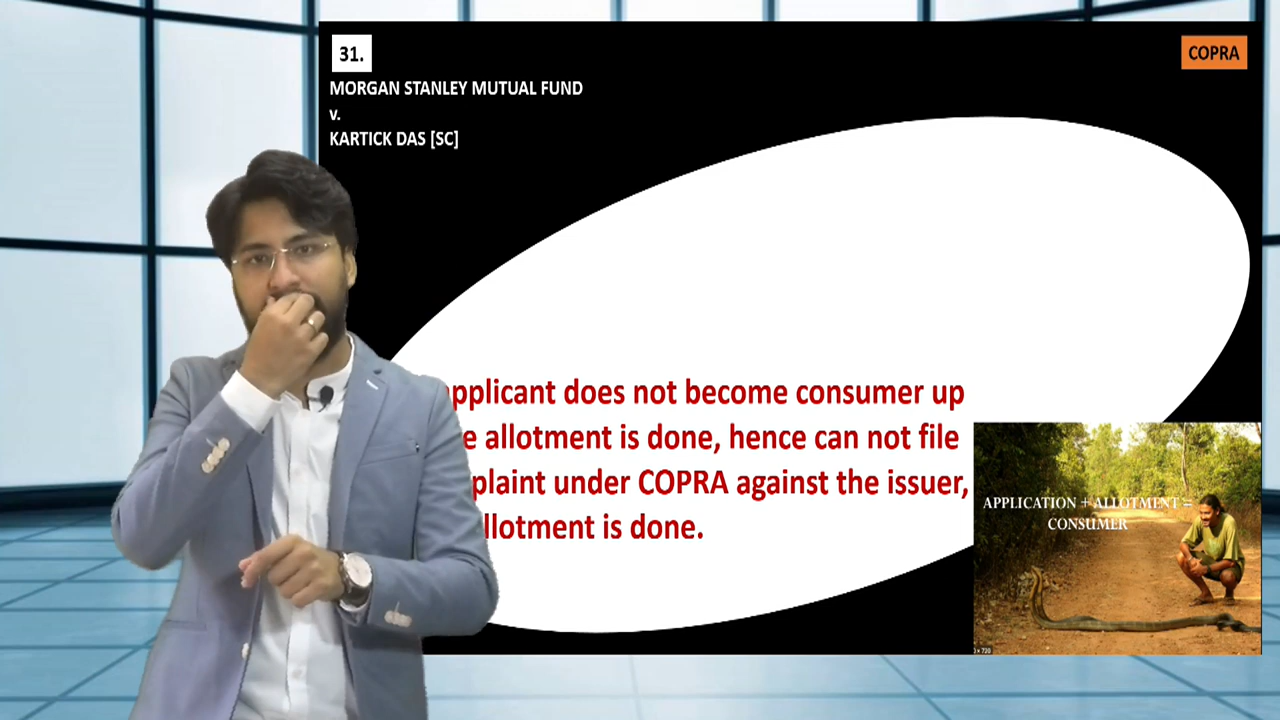 31.
COPRA
MORGAN STANLEY MUTUAL FUND
v.
KARTICK DAS [SC]
applicant does not become consumer up
e allotment is done, hence can not file
plaint under COPRA against the issuer,
llotment is done.
APPLICATION + ALLOTMENT =
CONSUMER